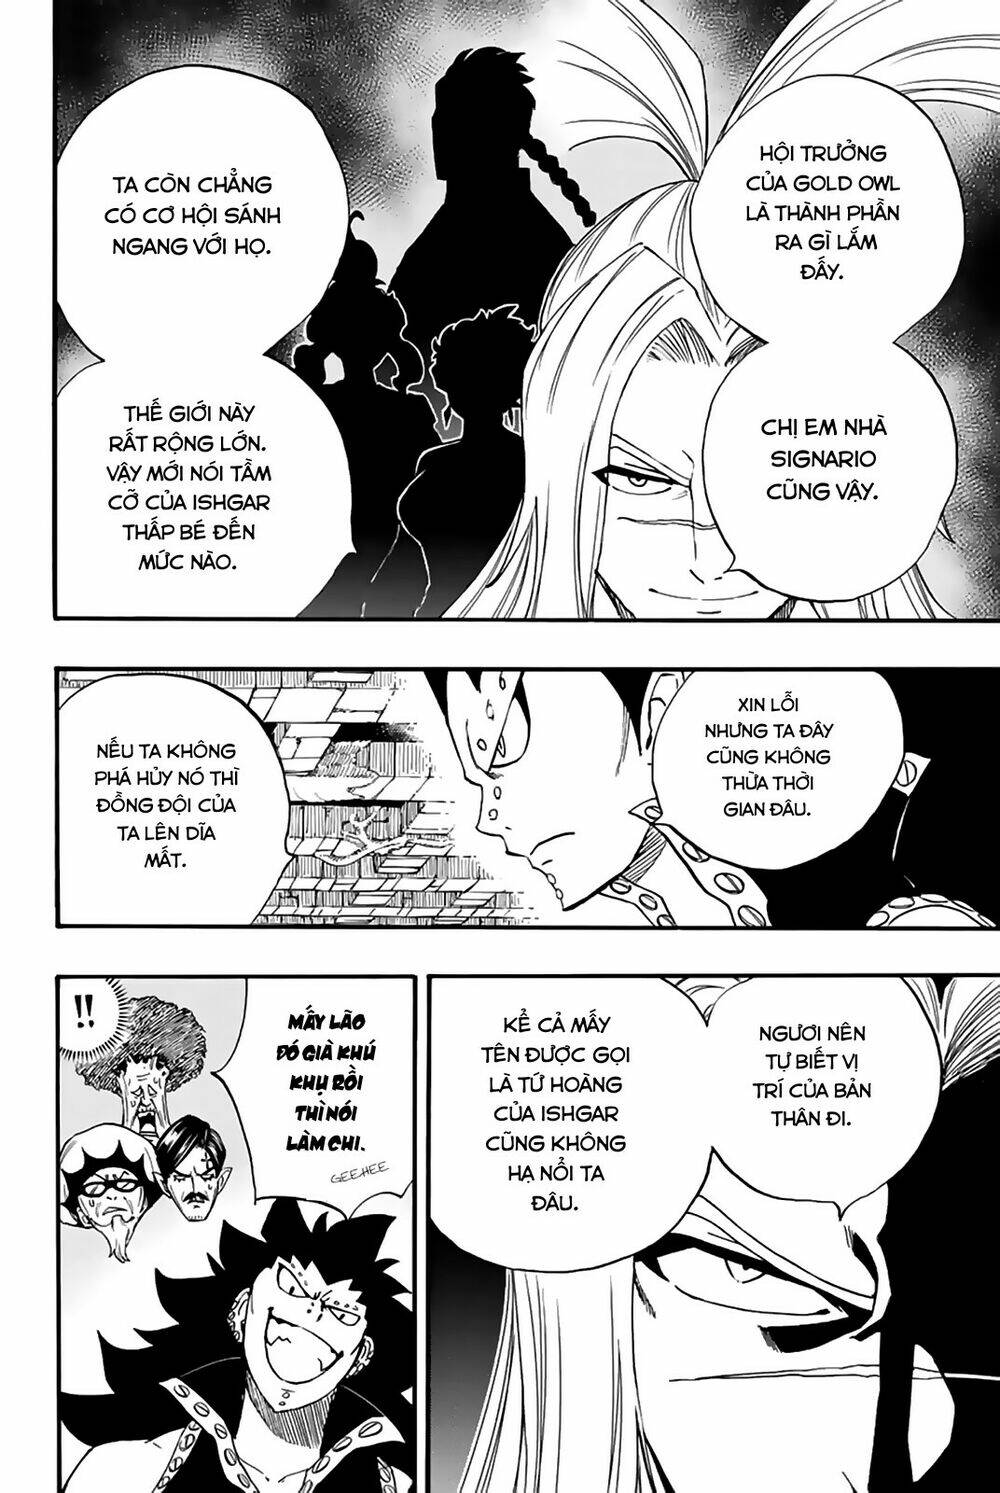 HỘI TRƯỞNG
CỦA GOLD OWL
LÀ THÀNH PHẦN
RA GÌ LẮM
ĐẤY.
CHỊ EM NHÀ
SIGNARIO
CŨNG VẬY.
TA CÒN CHẲNG
CÓ CƠ HỘI SÁNH
NGANG VỚI HỌ.
THẾ GIỚI NÀY
RẤT RỘNG LỚN.
VẬY MỚI NÓI TẦM
CỠ CỦA ISHGAR
THẤP BÉ ĐẾN
MỨC NÀO.
XIN LỖI
NHƯNG TA ĐÂY
CŨNG KHÔNG
THỪA THỜI
GIAN ĐÂU.
NẾU TA KHÔNG
PHÁ HỦY NÓ THÌ
ĐỒNG ĐỘI CỦA
TA LÊN DĨA
MẤT.
NGƯƠI NÊN
TỰ BIẾT VỊ
TRÍ CỦA BẢN
THÂN ĐI.
KỂ CẢ MẤY
TÊN ĐƯỢC GỌI
LÀ TỨ HOÀNG
CỦA ISHGAR
CŨNG KHÔNG
HẠ NỔI TA
ĐÂU.
MẤY LÃO
ĐÓ GIÀ KHÚ
KHỤ RỒI
THÌ NÓI
LÀM CHI.
GEEHEE
!!